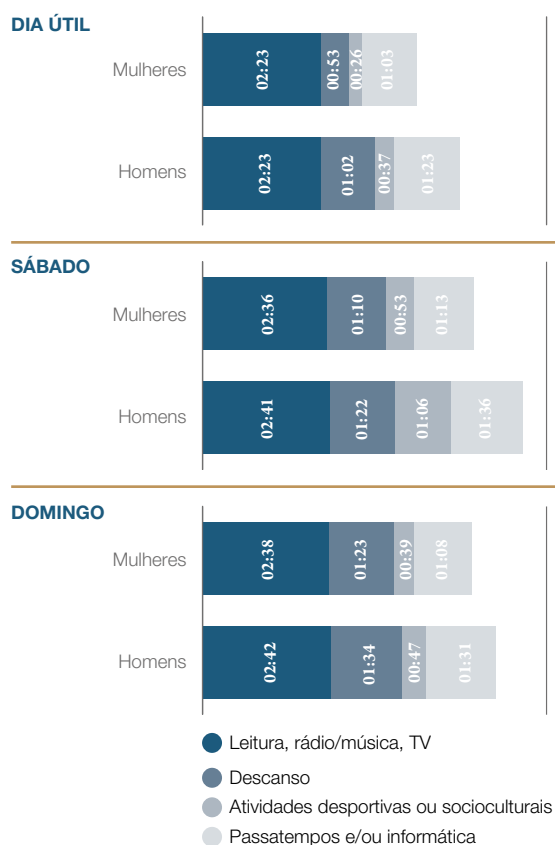 DIA ÚTIL
Mulheres
02:23
00:53
00:26
01:03
Homens
02:23
01:02
00:37
01:23
SÁBADO
Mulheres
02:36
01:10
00:53
01:13
Homens
02:41
01:22
01:06
01:36
DOMINGO
Mulheres
02:38
01:23
00:39
01:08
Homens
02:42
01:34
00:47
01:31
Leitura, rádio/música, TV
Descanso
Atividades desportivas ou socioculturais
Passatempos e/ou informática